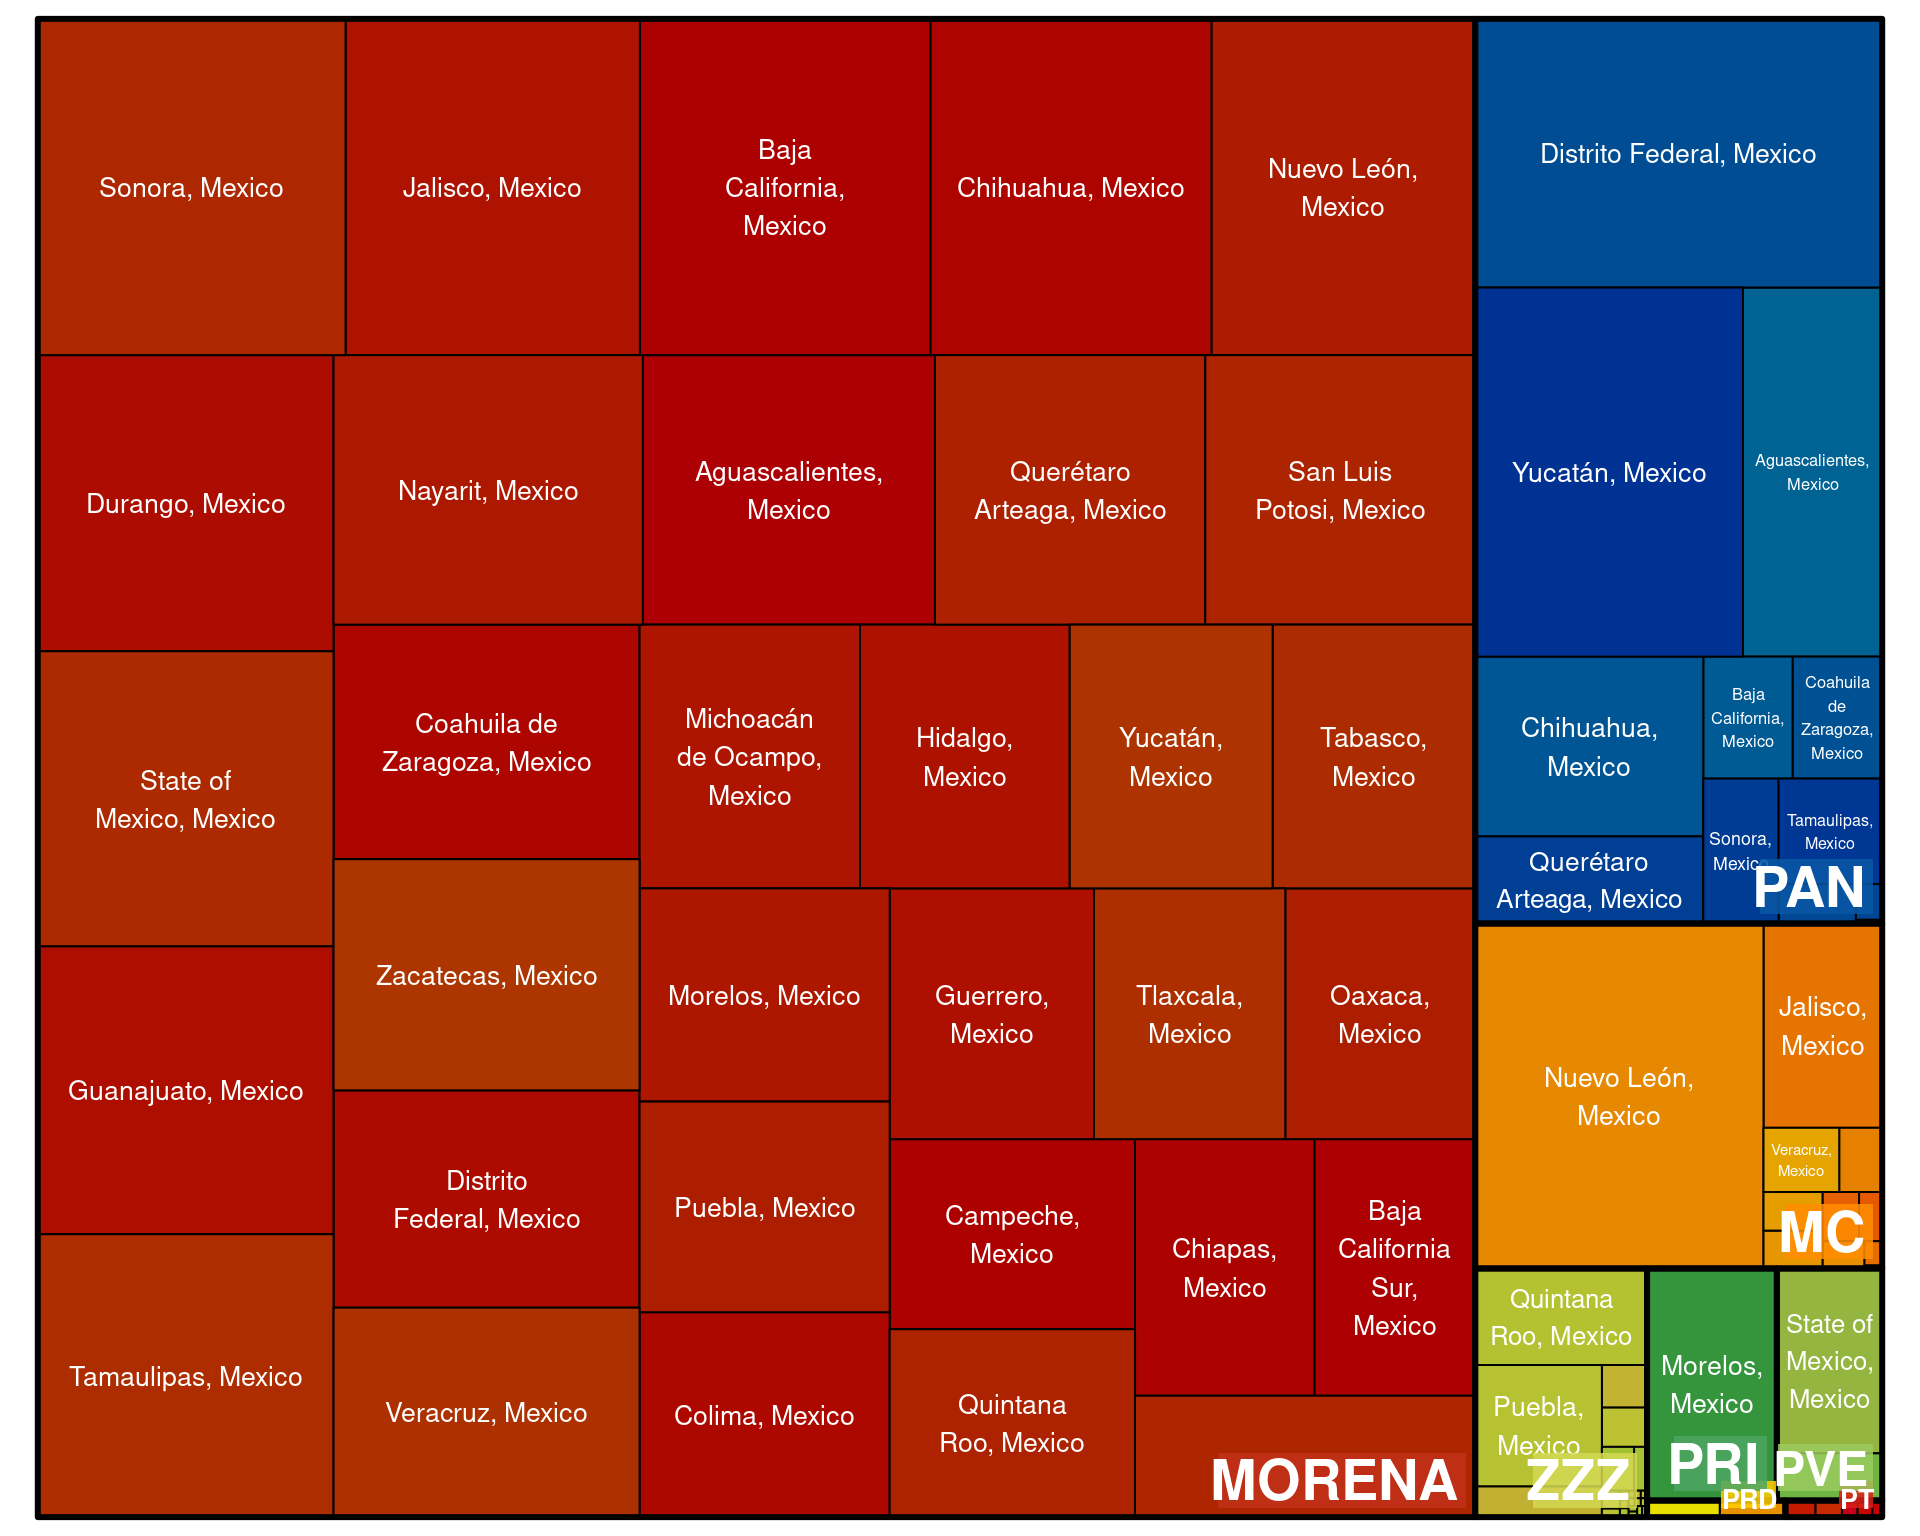 Sonora, Mexico
Jalisco, Mexico
Baja
California,
Mexico
Chihuahua, Mexico
Nuevo León,
Mexico
Durango, Mexico
Nayarit, Mexico
Aguascalientes,
Mexico
Querétaro
Arteaga, Mexico
San Luis
Potosi, Mexico
State of
Mexico, Mexico
Coahuila de
Zaragoza, Mexico
Michoacán
de Ocampo,
Mexico
Hidalgo,
Mexico
Yucatán,
Mexico
Tabasco,
Mexico
Guanajuato, Mexico
Zacatecas, Mexico
Morelos, Mexico
Guerrero,
Mexico
Tlaxcala,
Mexico
Oaxaca,
Mexico
Tamaulipas, Mexico
Distrito
Federal, Mexico
Veracruz, Mexico
Puebla, Mexico
Colima, Mexico
Campeche,
Mexico
Quintana
Roo, Mexico
Chiapas,
Mexico
Baja
California
Sur,
Mexico
MORENA
Distrito Federal, Mexico
Yucatán, Mexico
Aguascalientes,
Mexico
Chihuahua,
Mexico
Baja
California,
Mexico
Coahuila
de
Zaragoza,
Mexico
Querétaro
Arteaga, Mexico
Sonora,
Mexico
Tamaulipas,
Mexico
PAN
Nuevo León,
Mexico
Jalisco,
Mexico
Veracruz,
Mexico
MC
Quintana
Roo, Mexico
Puebla,
Mexico
ZZZ
Morelos,
Mexico
PRI
State of
Mexico,
Mexico
PVE
PRD
PT